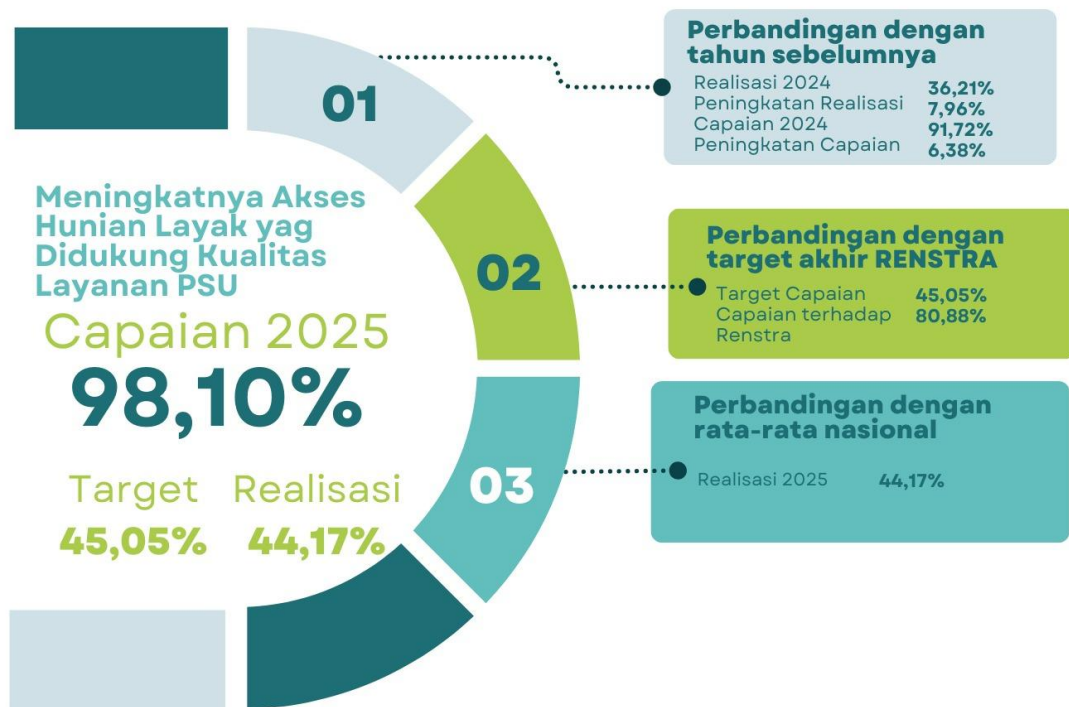 Meningkatnya Akses
Hunian Layak yag
Didukung Kualitas
Layanan PSU
Capaian 2025
98,10%
Target Realisasi
45,05% 44,17%
01
Perbandingan dengan
tahun sebelumnya
Realisasi 2024 36,21%
Peningkatan Realisasi 7,96%
Capaian 2024 91,72%
Peningkatan Capaian 6,38%
02
Perbandingan dengan
target akhir RENSTRA
Target Capaian 45,05%
Capaian terhadap 80,88%
Renstra
03
Perbandingan dengan
rata-rata nasional
Realisasi 2025 44,17%